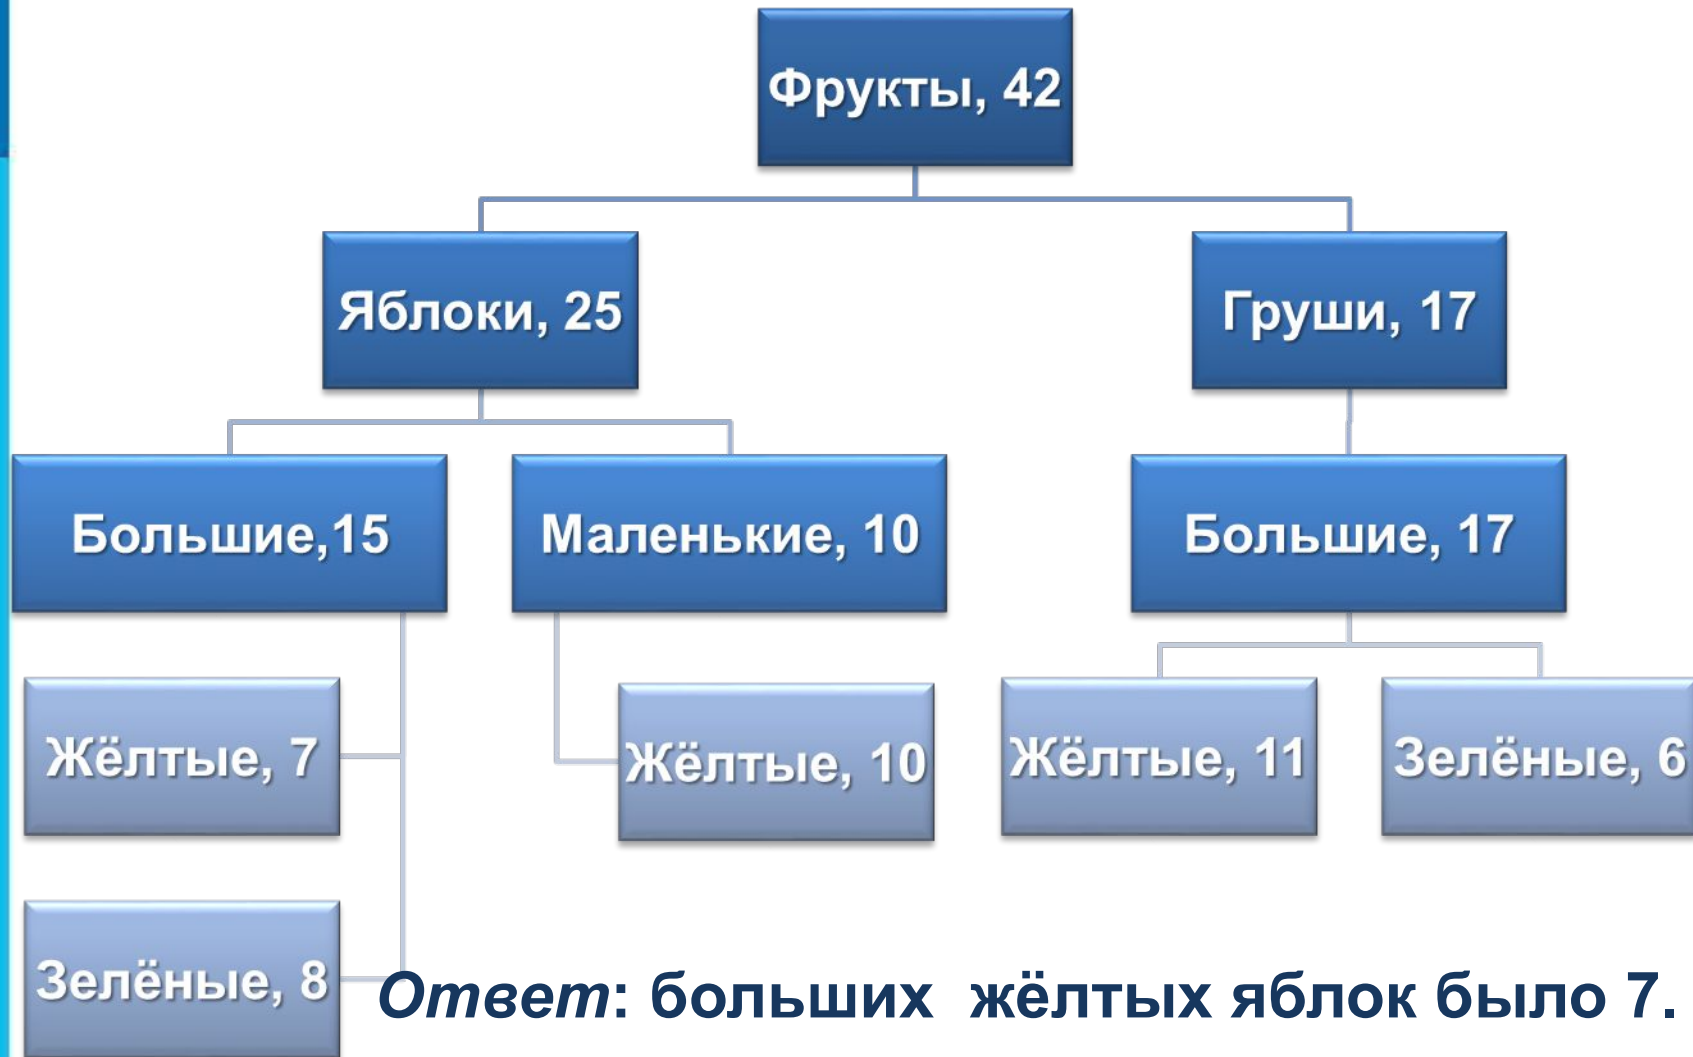 Фрукты, 42
Яблоки, 25
Груши, 17
Большие,15
Маленькие, 10
Большие, 17
Жёлтые, 7
Жёлтые, 10
Жёлтые, 11
Зелёные, 6
Зелёные, 8
Ответ: больших жёлтых яблок было 7.